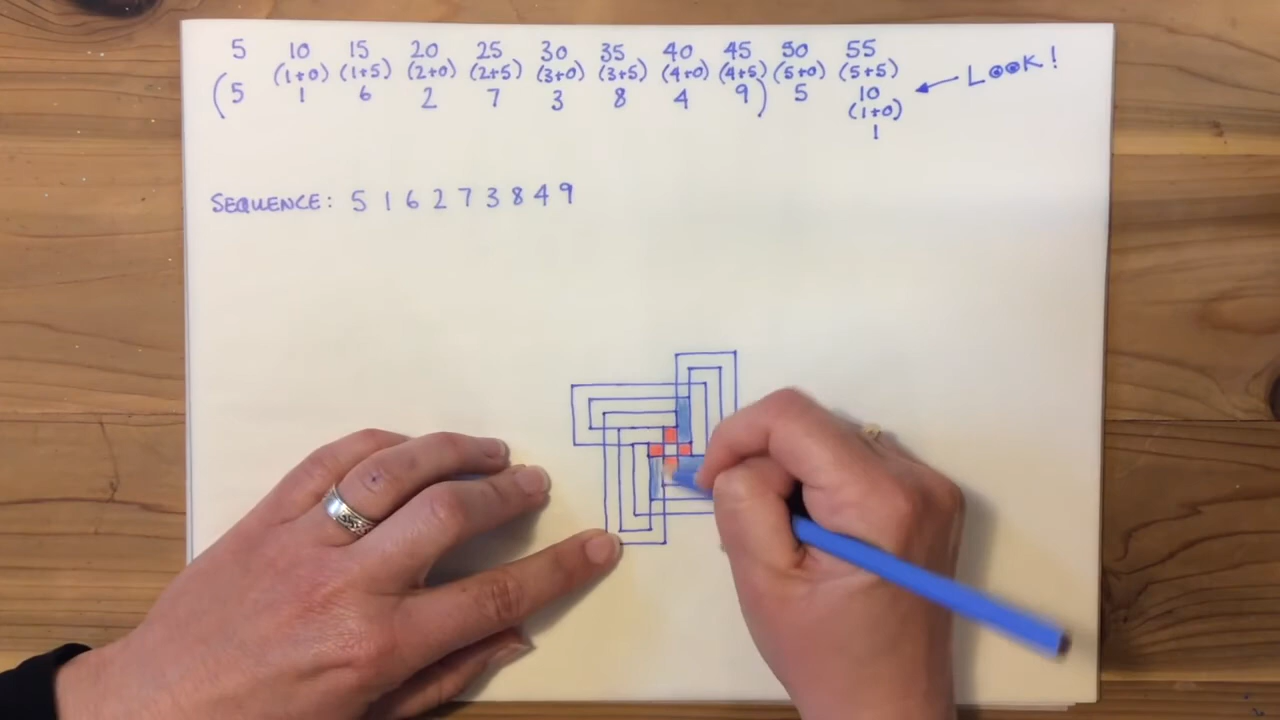 5 10 15 20 25 30 35 40 45 50 55
(1+0) (1+5) (2+0) (2+5) (3+0) (3+5) (4+0) (4+5) (5+0) (5+5) LOOK!
(5 1 6 2 7 3 8 4 9) 5 10
(1+0)
1
SEQUENCE: 5 1 6 2 7 3 8 4 9